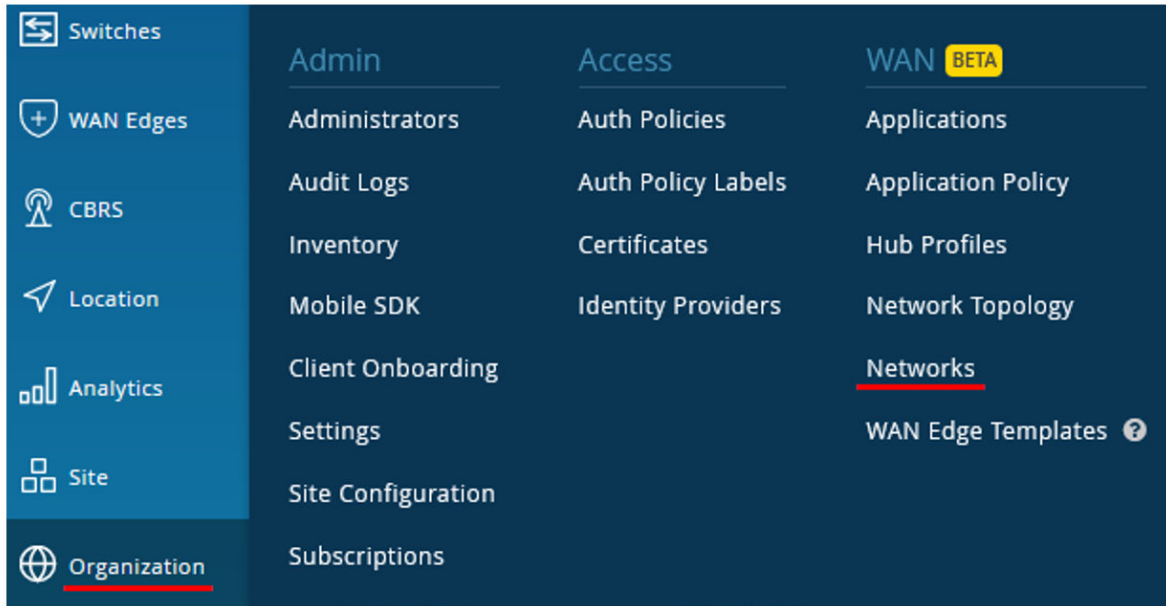 Switches
WAN Edges
CBRS
Location
Analytics
Site
Organization
Admin
Administrators
Audit Logs
Inventory
Mobile SDK
Client Onboarding
Settings
Site Configuration
Subscriptions
Access
Auth Policies
Auth Policy Labels
Certificates
Identity Providers
WAN BETA
Applications
Application Policy
Hub Profiles
Network Topology
Networks
WAN Edge Templates ?